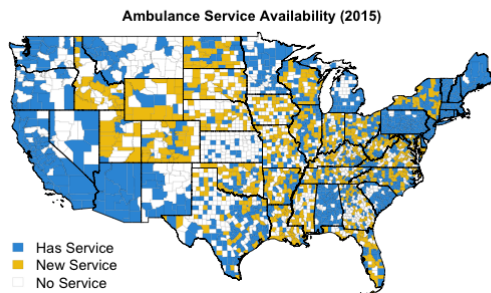 Ambulance Service Availability (2015)
Has Service
New Service
No Service